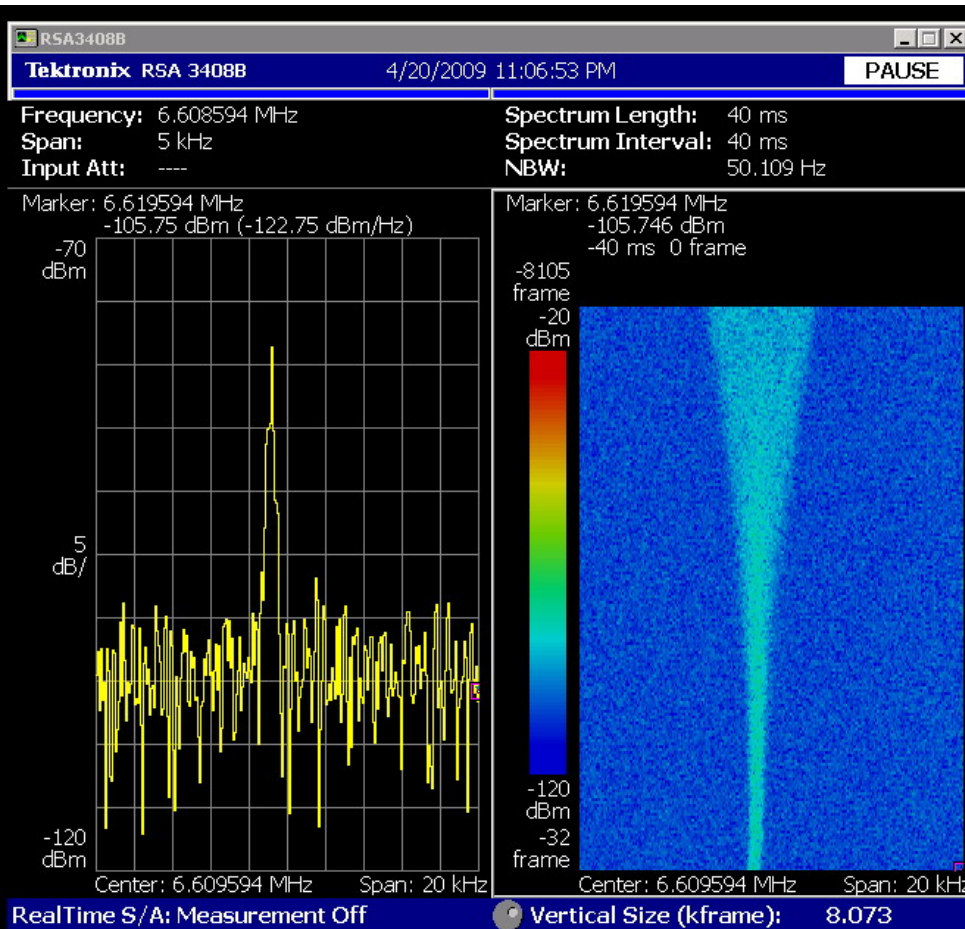 RSA3408B
Tektronix RSA 3408B 4/20/2009 11:06:53 PM PAUSE
Frequency: 6.608594 MHz
Span: 5 kHz
Input Att: ----
Spectrum Length: 40 ms
Spectrum Interval: 40 ms
NBW: 50.109 Hz
Marker: 6.619594 MHz
-105.75 dBm (-122.75 dBm/Hz)
-70
dBm
5
dB/
-120
dBm
Center: 6.609594 MHz Span: 20 kHz
Marker: 6.619594 MHz
-105.746 dBm
-40 ms 0 frame
-8105
frame
-20
dBm
-120
dBm
-32
frame
Center: 6.609594 MHz Span: 20 kHz
RealTime S/A: Measurement Off Vertical Size (kframe): 8.073